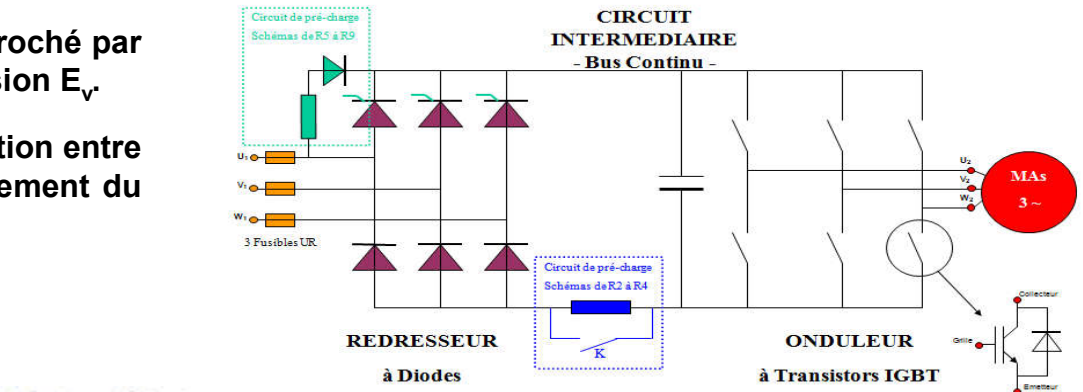 roché par
sion Eᵥ.
tion entre
ement du
Circuit de pré-charge
Schémas de R5 à R9
CIRCUIT
INTERMEDIAIRE
- Bus Continu -
U₁
V₁
W₁
3 Fusibles UR
U₂
V₂
W₂
MAs
3 ~
Circuit de pré-charge
Schémas de R2 à R4
K
REDRESSEUR
à Diodes
ONDULEUR
à Transistors IGBT
Collecteur
Grille
Emetteur